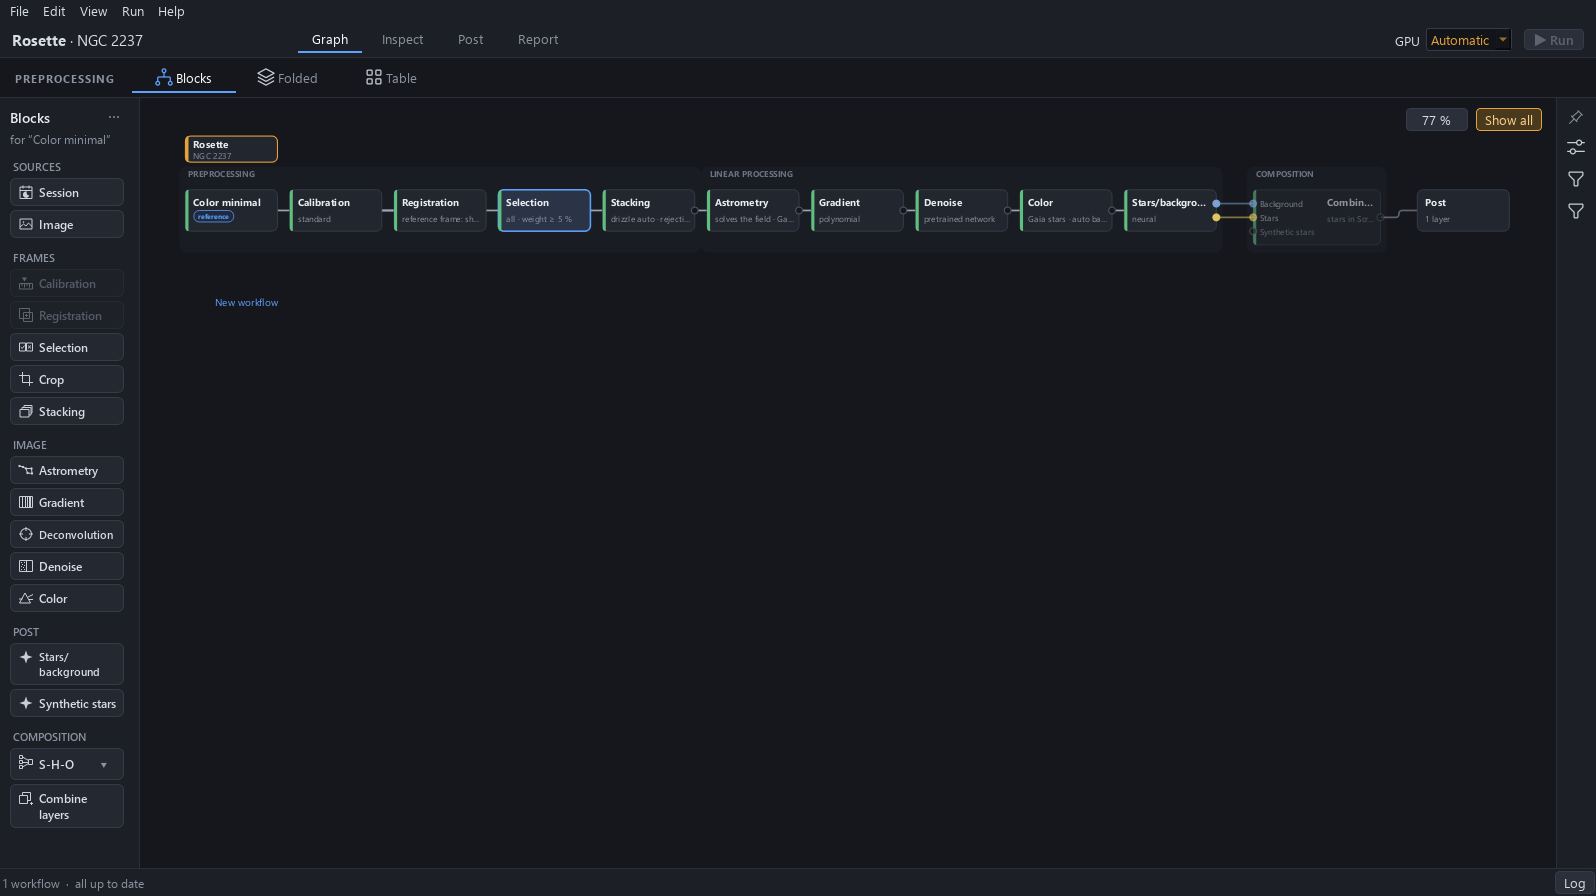 File Edit View Run Help
Rosette · NGC 2237
Graph Inspect Post Report
GPU Automatic Run
PREPROCESSING Blocks Folded Table
Blocks ···
for “Color minimal”
SOURCES
Session
Image
FRAMES
Calibration
Registration
Selection
Crop
Stacking
IMAGE
Astrometry
Gradient
Deconvolution
Denoise
Color
POST
Stars/
background
Synthetic stars
COMPOSITION
S-H-O
Combine
layers
77 % Show all
Rosette
NGC 2237
PREPROCESSING
Color minimal
reference
Calibration
standard
Registration
reference frame: sh...
Selection
all · weight ≥ 5 %
Stacking
drizzle auto · rejecti...
LINEAR PROCESSING
Astrometry
solves the field · Ga...
Gradient
polynomial
Denoise
pretrained network
Color
Gaia stars · auto ba...
Stars/backgro...
neural
COMPOSITION
Background Combin...
Stars stars in Scr...
Synthetic stars
Post
1 layer
New workflow
1 workflow · all up to date
Log